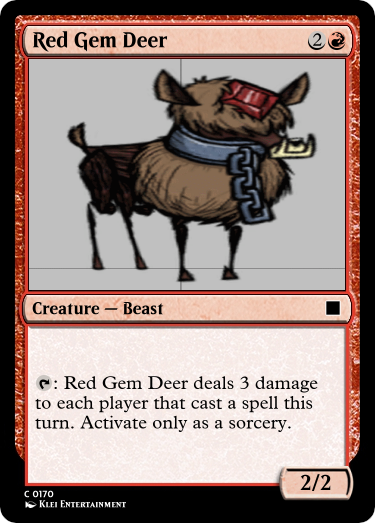 Red Gem Deer 2
Creature — Beast
: Red Gem Deer deals 3 damage
to each player that cast a spell this
turn. Activate only as a sorcery.
2/2
C 0170
KLEI ENTERTAINMENT